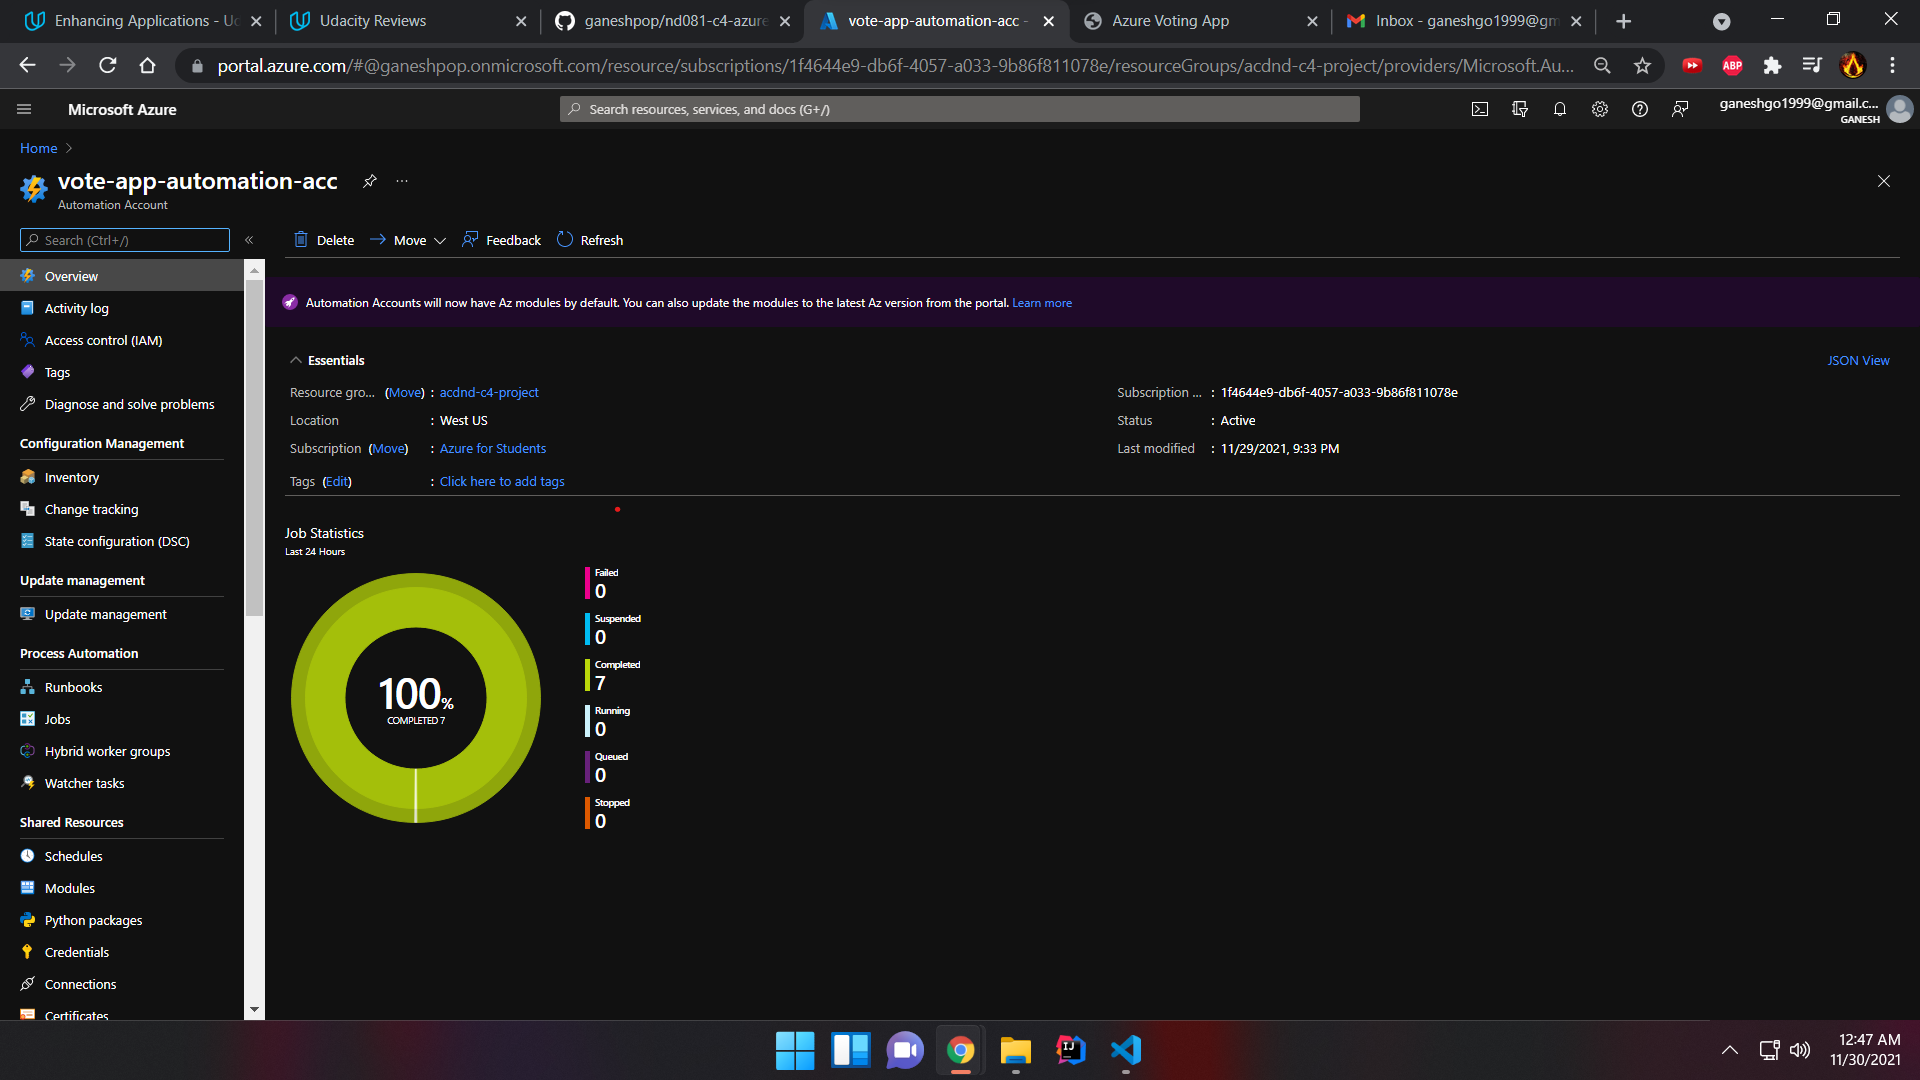 Enhancing Applications - Ud
Udacity Reviews
ganeshpop/nd081-c4-azure
vote-app-automation-acc -
Azure Voting App
Inbox - ganeshgo1999@gm
portal.azure.com/#@ganeshpop.onmicrosoft.com/resource/subscriptions/1f4644e9-db6f-4057-a033-9b86f811078e/resourceGroups/acdnd-c4-project/providers/Microsoft.Au...
ABP
Microsoft Azure
Search resources, services, and docs (G+/)
ganeshgo1999@gmail.c...
GANESH
Home
vote-app-automation-acc
...
Automation Account
Search (Ctrl+/)
«
Delete
Move
Feedback
Refresh
Overview
Activity log
Access control (IAM)
Tags
Diagnose and solve problems
Configuration Management
Inventory
Change tracking
State configuration (DSC)
Update management
Update management
Process Automation
Runbooks
Jobs
Hybrid worker groups
Watcher tasks
Shared Resources
Schedules
Modules
Python packages
Credentials
Connections
Certificates
Automation Accounts will now have Az modules by default. You can also update the modules to the latest Az version from the portal. Learn more
Essentials
JSON View
Resource gro... (Move) : acdnd-c4-project
Location : West US
Subscription (Move) : Azure for Students
Tags (Edit) : Click here to add tags
Subscription ... : 1f4644e9-db6f-4057-a033-9b86f811078e
Status : Active
Last modified : 11/29/2021, 9:33 PM
Job Statistics
Last 24 Hours
100%
COMPLETED 7
Failed
0
Suspended
0
Completed
7
Running
0
Queued
0
Stopped
0
IJ
12:47 AM
11/30/2021